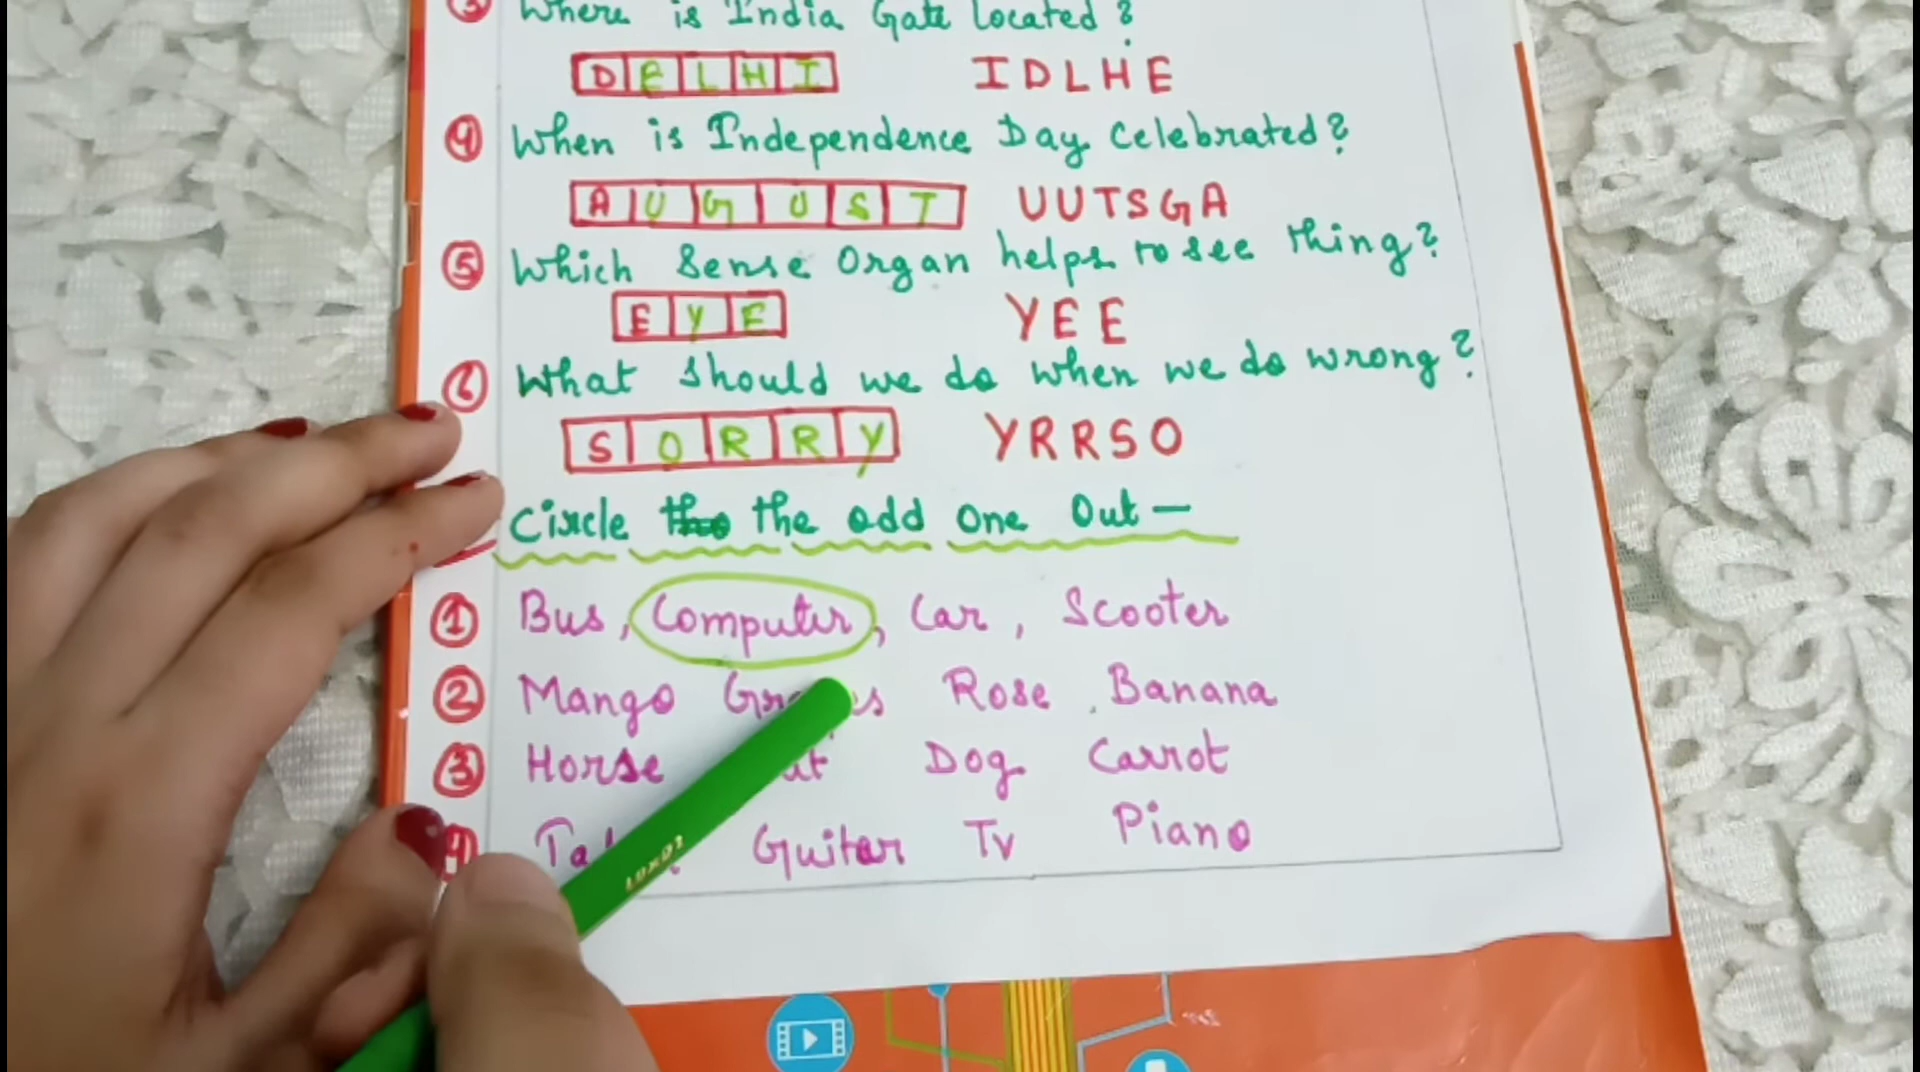 ③ Where is India Gate located?
DELHI IDLHE
④ When is Independence Day celebrated?
AUGUST UUTSGA
⑤ Which Sense Organ helps to see thing?
EYE YEE
⑥ What should we do when we do wrong?
SORRY YRRSO
Circle the odd one out —
① Bus, Computer, Car, Scooter
② Mango Rose Banana
③ Horse Dog Carrot
④ Guitar Tv Piano
LUXOR